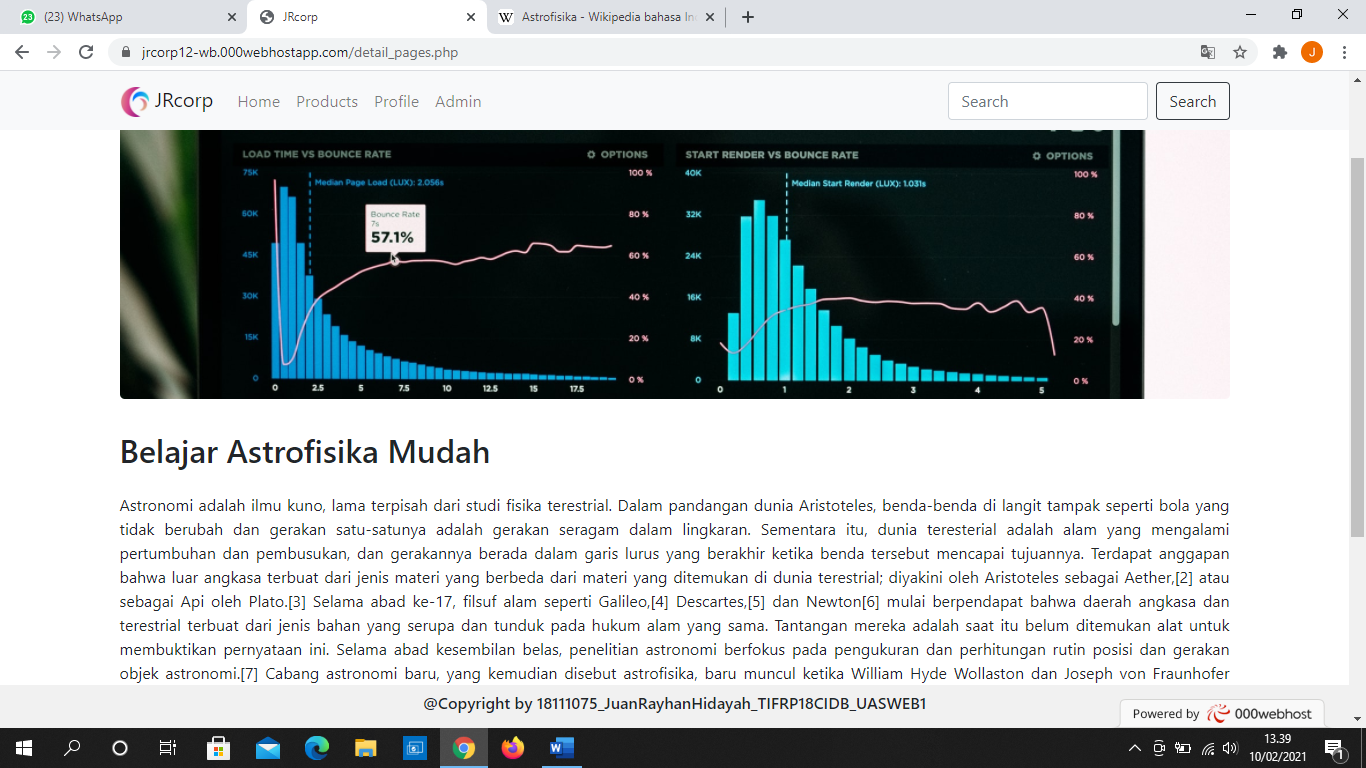 (23) WhatsApp
JRcorp
Astrofisika - Wikipedia bahasa In
jrcorp12-wb.000webhostapp.com/detail_pages.php
J
JRcorp
Home
Products
Profile
Admin
Search
Search
LOAD TIME VS BOUNCE RATE
OPTIONS
75K
60K
45K
30K
15K
0
Median Page Load (LUX): 2.056s
Bounce Rate
7s
57.1%
100 %
80 %
60 %
40 %
20 %
0 %
0 2.5 5 7.5 10 12.5 15 17.5
START RENDER VS BOUNCE RATE
OPTIONS
40K
32K
24K
16K
8K
0
Median Start Render (LUX): 1.031s
100 %
80 %
60 %
40 %
20 %
0 %
0 1 2 3 4 5
Belajar Astrofisika Mudah
Astronomi adalah ilmu kuno, lama terpisah dari studi fisika terestrial. Dalam pandangan dunia Aristoteles, benda-benda di langit tampak seperti bola yang
tidak berubah dan gerakan satu-satunya adalah gerakan seragam dalam lingkaran. Sementara itu, dunia teresterial adalah alam yang mengalami
pertumbuhan dan pembusukan, dan gerakannya berada dalam garis lurus yang berakhir ketika benda tersebut mencapai tujuannya. Terdapat anggapan
bahwa luar angkasa terbuat dari jenis materi yang berbeda dari materi yang ditemukan di dunia terestrial; diyakini oleh Aristoteles sebagai Aether,[2] atau
sebagai Api oleh Plato.[3] Selama abad ke-17, filsuf alam seperti Galileo,[4] Descartes,[5] dan Newton[6] mulai berpendapat bahwa daerah angkasa dan
terestrial terbuat dari jenis bahan yang serupa dan tunduk pada hukum alam yang sama. Tantangan mereka adalah saat itu belum ditemukan alat untuk
membuktikan pernyataan ini. Selama abad kesembilan belas, penelitian astronomi berfokus pada pengukuran dan perhitungan rutin posisi dan gerakan
objek astronomi.[7] Cabang astronomi baru, yang kemudian disebut astrofisika, baru muncul ketika William Hyde Wollaston dan Joseph von Fraunhofer
@Copyright by 18111075_JuanRayhanHidayah_TIFRP18CIDB_UASWEB1
Powered by 000webhost
13.39
10/02/2021
1